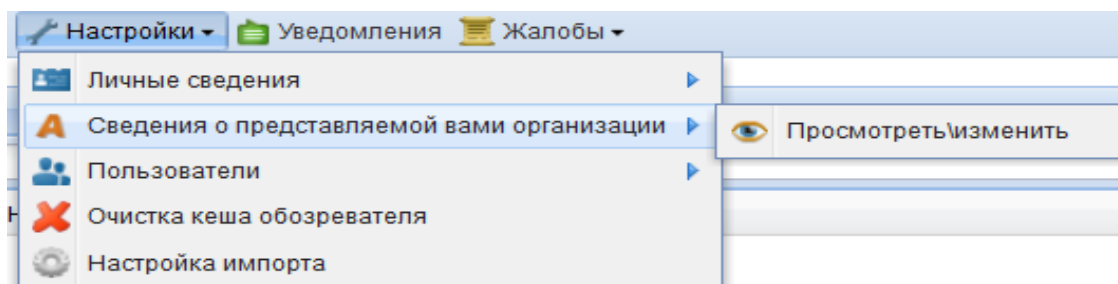 Настройки Уведомления Жалобы
Личные сведения
Сведения о представляемой вами организации Просмотреть\изменить
Пользователи
Очистка кеша обозревателя
Настройка импорта